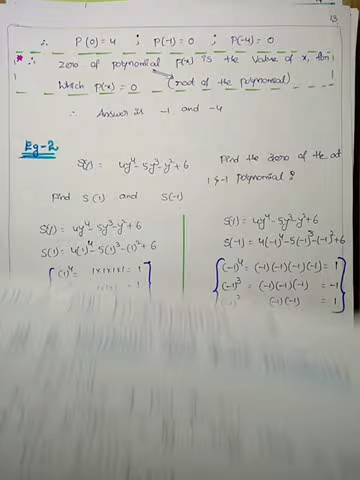 13
∴ P(0) = 4 ; P(-1) = 0 ; P(-4) = 0
* ∴ zero of polynomial P(x) is the value of x, for
which P(x) = 0 (root of the polynomial)
∴ Answer is -1 and -4
Eg-2
S(y) = 4y⁴ - 5y³ - y² + 6
Find the zero of the at
1 & -1 polynomial ?
Find S(1) and S(-1)
S(y) = 4y⁴ - 5y³ - y² + 6
S(1) = 4(1)⁴ - 5(1)³ - (1)² + 6
(1)⁴ = 1×1×1×1 = 1
= 1
S(1) = 4y⁴ - 5y³ - y² + 6
S(-1) = 4(-1)⁴ - 5(-1)³ - (-1)² + 6
(-1)⁴ = (-1)(-1)(-1)(-1) = 1
(-1)³ = (-1)(-1)(-1) = -1
(-1)(-1) = 1